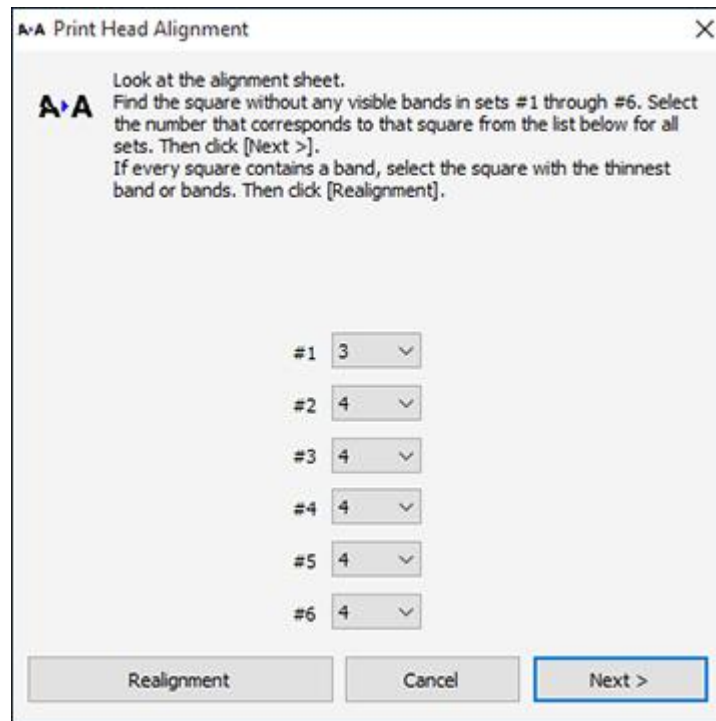 A▸A Print Head Alignment
A▸A
Look at the alignment sheet.
Find the square without any visible bands in sets #1 through #6. Select
the number that corresponds to that square from the list below for all
sets. Then click [Next >].
If every square contains a band, select the square with the thinnest
band or bands. Then click [Realignment].
#1 3
#2 4
#3 4
#4 4
#5 4
#6 4
Realignment Cancel Next >